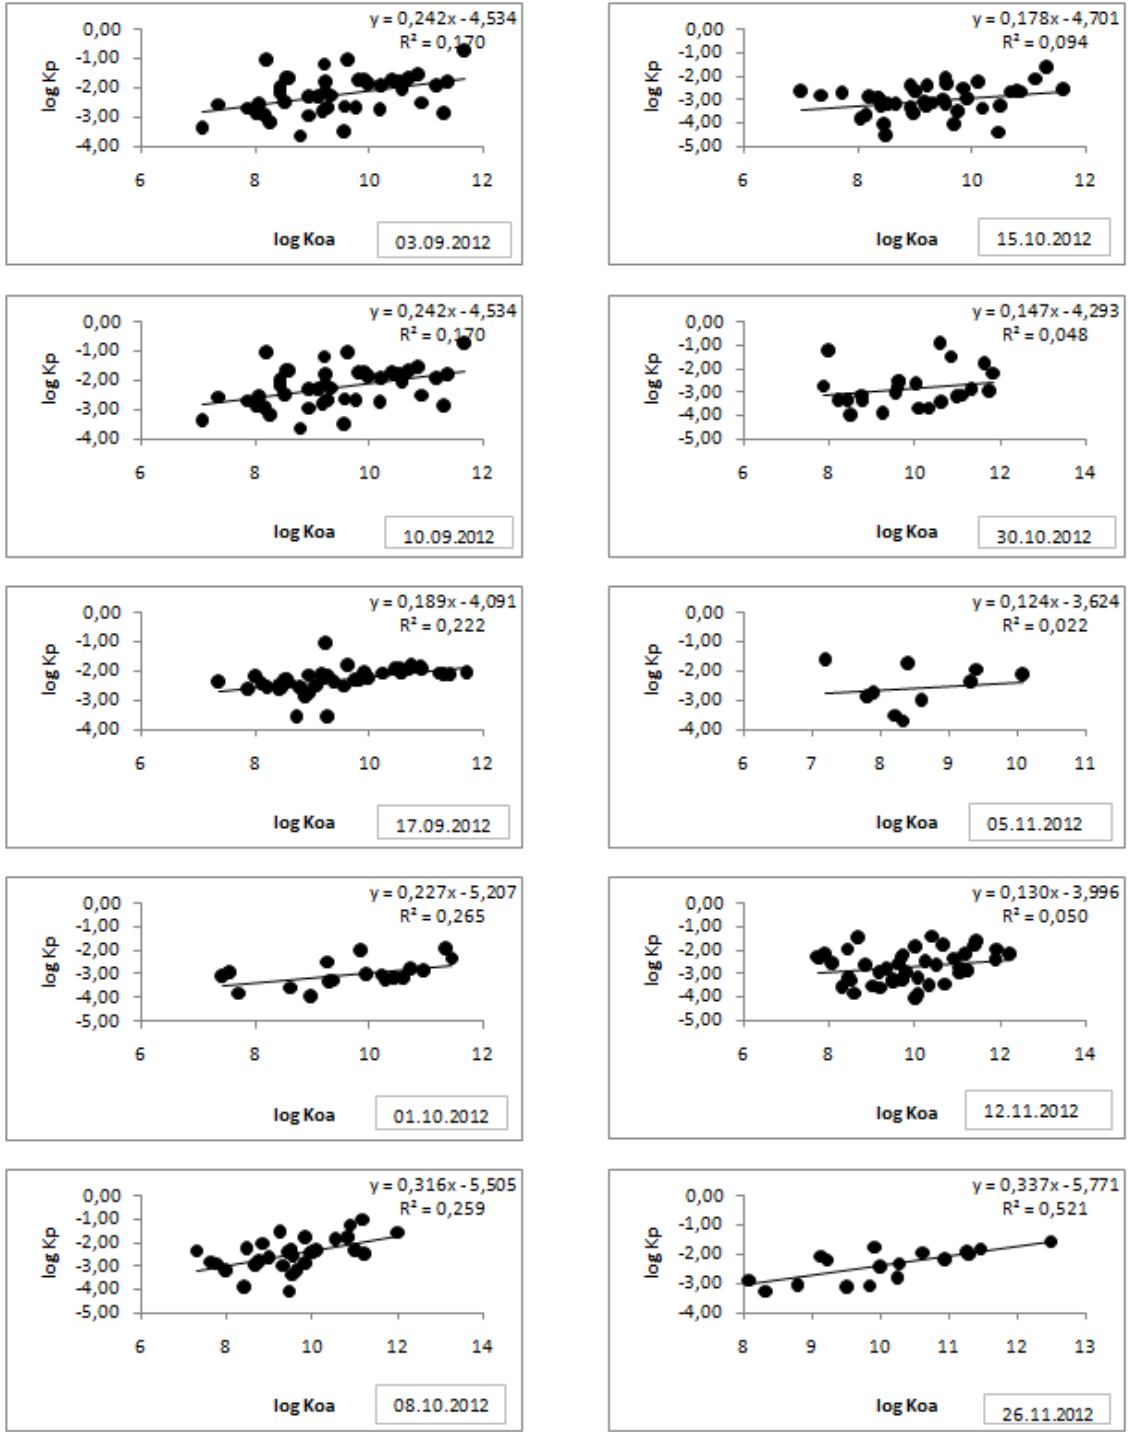 y = 0,242x - 4,534
R² = 0,170
0,00
-1,00
-2,00
-3,00
-4,00
log Kp
6 8 10 12
log Koa
03.09.2012
y = 0,178x - 4,701
R² = 0,094
0,00
-1,00
-2,00
-3,00
-4,00
-5,00
log Kp
6 8 10 12
log Koa
15.10.2012
y = 0,242x - 4,534
R² = 0,170
0,00
-1,00
-2,00
-3,00
-4,00
log Kp
6 8 10 12
log Koa
10.09.2012
y = 0,147x - 4,293
R² = 0,048
0,00
-1,00
-2,00
-3,00
-4,00
-5,00
log Kp
6 8 10 12 14
log Koa
30.10.2012
y = 0,189x - 4,091
R² = 0,222
0,00
-1,00
-2,00
-3,00
-4,00
log Kp
6 8 10 12
log Koa
17.09.2012
y = 0,124x - 3,624
R² = 0,022
0,00
-1,00
-2,00
-3,00
-4,00
log Kp
6 7 8 9 10 11
log Koa
05.11.2012
y = 0,227x - 5,207
R² = 0,265
0,00
-1,00
-2,00
-3,00
-4,00
-5,00
log Kp
6 8 10 12
log Koa
01.10.2012
y = 0,130x - 3,996
R² = 0,050
0,00
-1,00
-2,00
-3,00
-4,00
-5,00
log Kp
6 8 10 12 14
log Koa
12.11.2012
y = 0,316x - 5,505
R² = 0,259
0,00
-1,00
-2,00
-3,00
-4,00
-5,00
log Kp
6 8 10 12 14
log Koa
08.10.2012
y = 0,337x - 5,771
R² = 0,521
0,00
-1,00
-2,00
-3,00
-4,00
log Kp
8 9 10 11 12 13
log Koa
26.11.2012